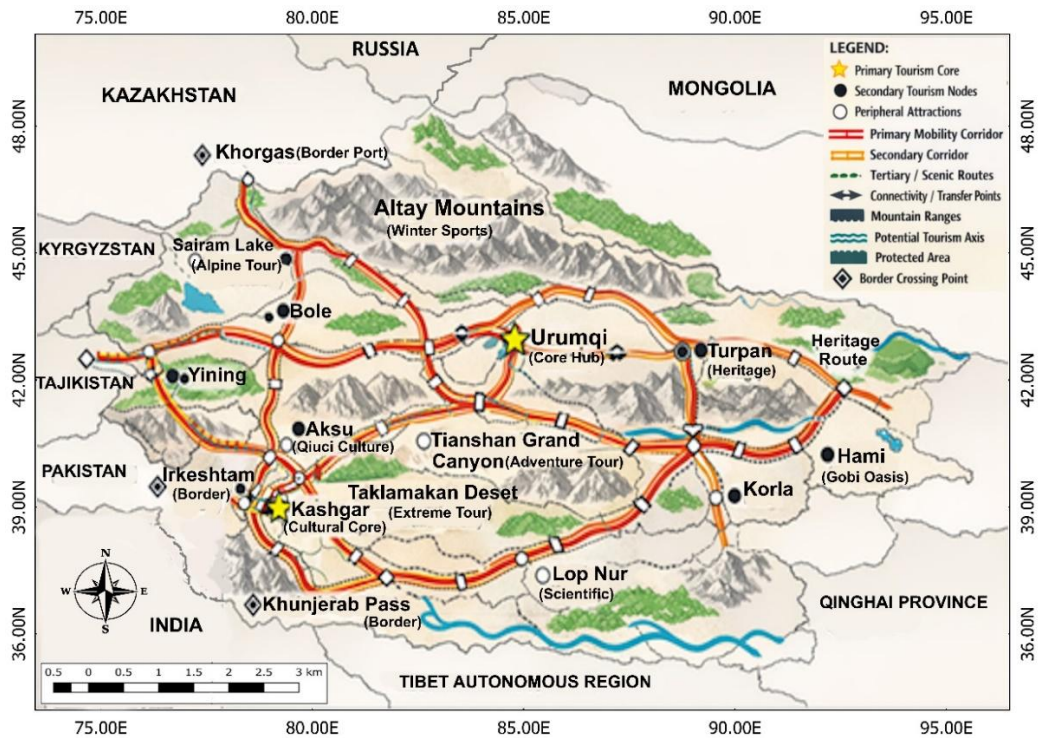 75.00E 80.00E 85.00E 90.00E 95.00E
RUSSIA
KAZAKHSTAN
MONGOLIA
LEGEND:
Primary Tourism Core
Secondary Tourism Nodes
Peripheral Attractions
Primary Mobility Corridor
Secondary Corridor
Tertiary / Scenic Routes
Connectivity / Transfer Points
Mountain Ranges
Potential Tourism Axis
Protected Area
Border Crossing Point
48.00N 48.00N
Khorgas (Border Port)
Altay Mountains
(Winter Sports)
KYRGYZSTAN
Sairam Lake
(Alpine Tour)
45.00N 45.00N
Bole
Urumqi
(Core Hub)
Turpan
(Heritage)
Heritage
Route
TAJIKISTAN
Yining
42.00N 42.00N
Aksu
(Qiuci Culture)
Tianshan Grand
Canyon (Adventure Tour)
Hami
(Gobi Oasis)
PAKISTAN
Irkeshtam
(Border)
Taklamakan Deset
(Extreme Tour)
Korla
39.00N 39.00N
Kashgar
(Cultural Core)
Lop Nur
(Scientific)
N
W E
S
Khunjerab Pass
(Border)
QINGHAI PROVINCE
INDIA
36.00N 36.00N
0.5 0 0.5 1 1.5 2 2.5 3 km
TIBET AUTONOMOUS REGION
75.00E 80.00E 85.00E 90.00E 95.00E